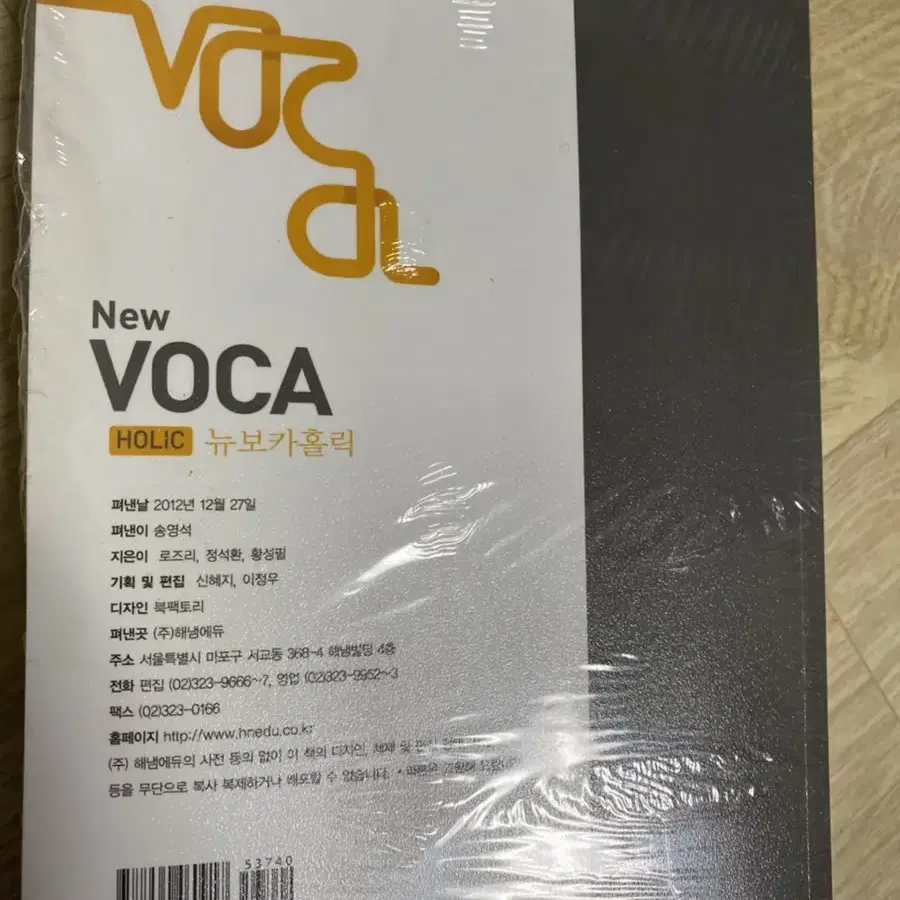 voca
New
VOCA
HOLIC 뉴보카홀릭
펴낸날 2012년 12월 27일
펴낸이 송영석
지은이 로즈리, 정석환, 황성필
기획 및 편집 신혜지, 이정우
디자인 북팩토리
펴낸곳 (주)해냄에듀
주소 서울특별시 마포구 서교동 368-4 해냄빌딩 4층
전화 편집 (02)323-9666~7, 영업 (02)323-9952~3
팩스 (02)323-0166
홈페이지 http://www.hnedu.co.kr
(주) 해냄에듀의 사전 동의 없이 이 책의 디자인, 체제 및 편집
등을 무단으로 복사 복제하거나 배포할 수 없습니다. •
53740